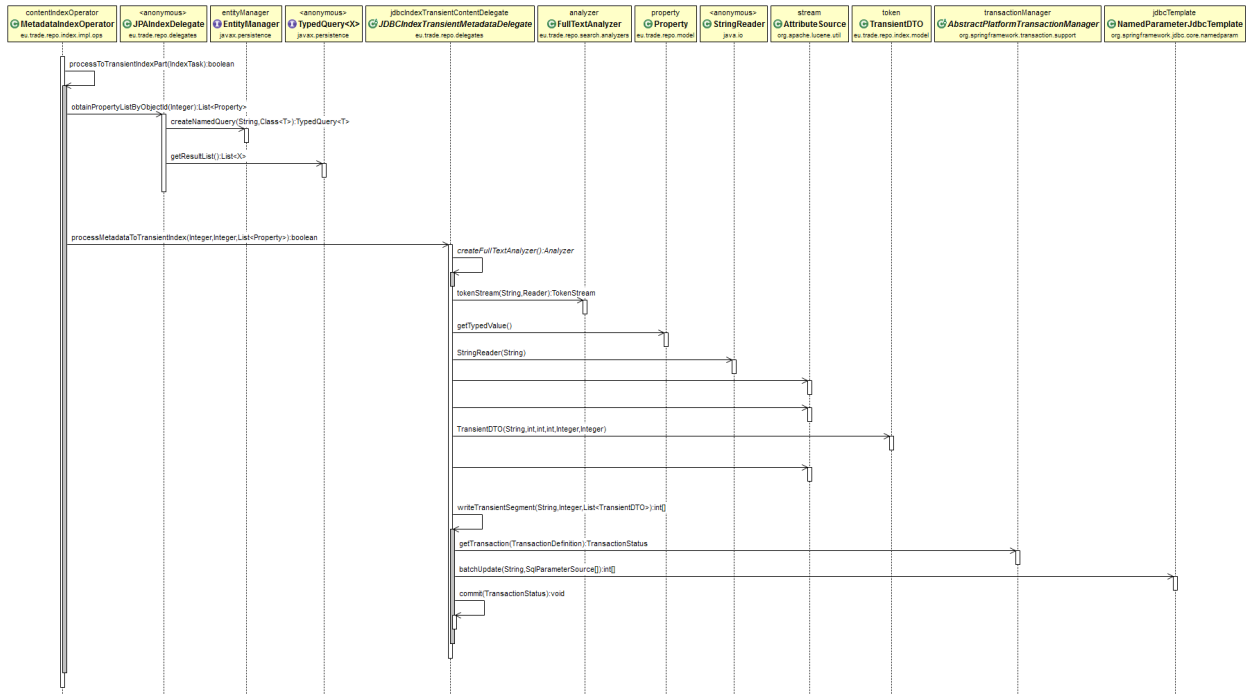 contentIndexOperator
MetadataIndexOperator
eu.trade.repo.index.impl.ops
<anonymous>
JPAIndexDelegate
eu.trade.repo.delegates
entityManager
EntityManager
javax.persistence
<anonymous>
TypedQuery<X>
javax.persistence
jdbcIndexTransientContentDelegate
JDBCIndexTransientMetadataDelegate
eu.trade.repo.delegates
analyzer
FullTextAnalyzer
eu.trade.repo.search.analyzers
property
Property
eu.trade.repo.model
<anonymous>
StringReader
java.io
stream
AttributeSource
org.apache.lucene.util
token
TransientDTO
eu.trade.repo.index.model
transactionManager
AbstractPlatformTransactionManager
org.springframework.transaction.support
jdbcTemplate
NamedParameterJdbcTemplate
org.springframework.jdbc.core.namedparam
processToTransientIndexPart(IndexTask):boolean
obtainPropertyListByObjectId(Integer):List<Property>
createNamedQuery(String,Class<T>):TypedQuery<T>
getResultList():List<X>
processMetadataToTransientIndex(Integer,Integer,List<Property>):boolean
createFullTextAnalyzer():Analyzer
tokenStream(String,Reader):TokenStream
getTypedValue()
StringReader(String)
TransientDTO(String,int,int,int,Integer,Integer)
writeTransientSegment(String,Integer,List<TransientDTO>):int[]
getTransaction(TransactionDefinition):TransactionStatus
batchUpdate(String,SqlParameterSource[]):int[]
commit(TransactionStatus):void